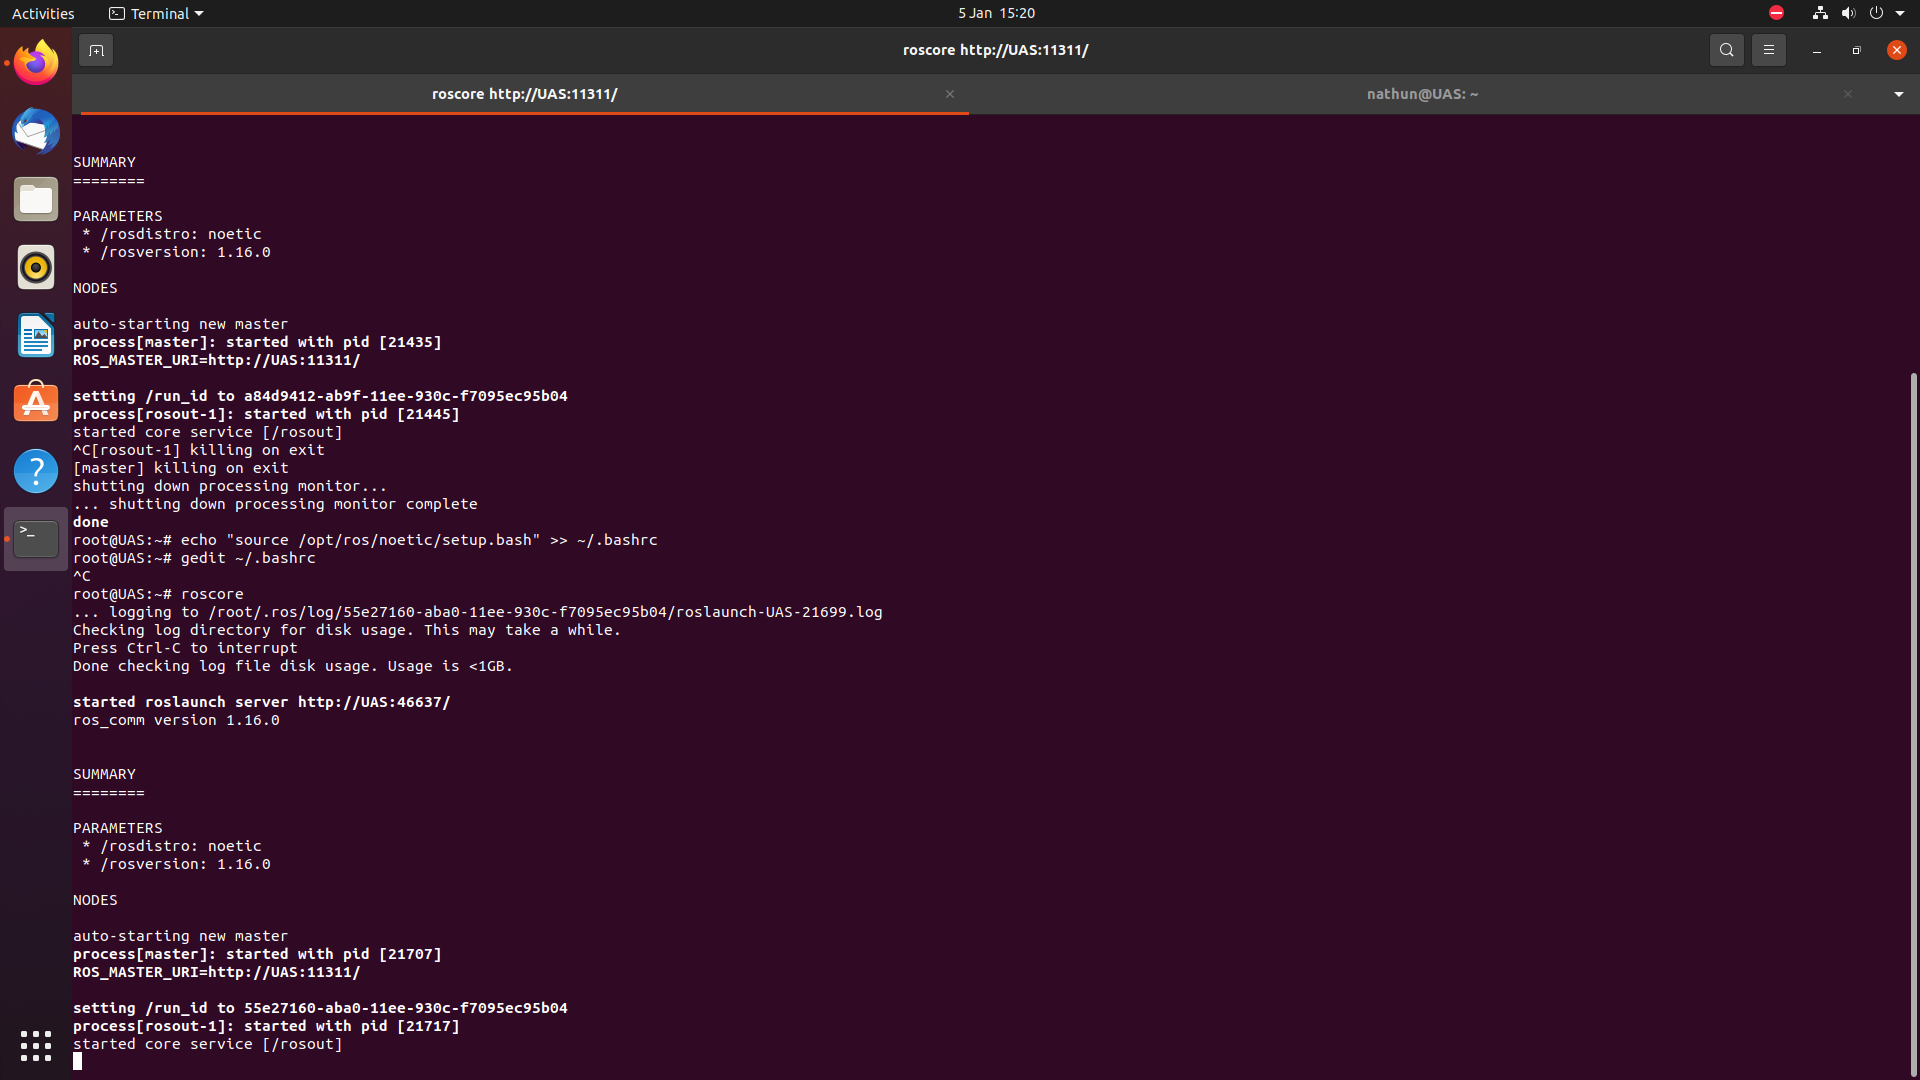 Activities
Terminal
5 Jan 15:20
roscore http://UAS:11311/
roscore http://UAS:11311/
nathun@UAS: ~
SUMMARY
========
PARAMETERS
* /rosdistro: noetic
* /rosversion: 1.16.0
NODES
auto-starting new master
process[master]: started with pid [21435]
ROS_MASTER_URI=http://UAS:11311/
setting /run_id to a84d9412-ab9f-11ee-930c-f7095ec95b04
process[rosout-1]: started with pid [21445]
started core service [/rosout]
^C[rosout-1] killing on exit
[master] killing on exit
shutting down processing monitor...
... shutting down processing monitor complete
done
root@UAS:~# echo "source /opt/ros/noetic/setup.bash" >> ~/.bashrc
root@UAS:~# gedit ~/.bashrc
^C
root@UAS:~# roscore
... logging to /root/.ros/log/55e27160-aba0-11ee-930c-f7095ec95b04/roslaunch-UAS-21699.log
Checking log directory for disk usage. This may take a while.
Press Ctrl-C to interrupt
Done checking log file disk usage. Usage is <1GB.
started roslaunch server http://UAS:46637/
ros_comm version 1.16.0
SUMMARY
========
PARAMETERS
* /rosdistro: noetic
* /rosversion: 1.16.0
NODES
auto-starting new master
process[master]: started with pid [21707]
ROS_MASTER_URI=http://UAS:11311/
setting /run_id to 55e27160-aba0-11ee-930c-f7095ec95b04
process[rosout-1]: started with pid [21717]
started core service [/rosout]